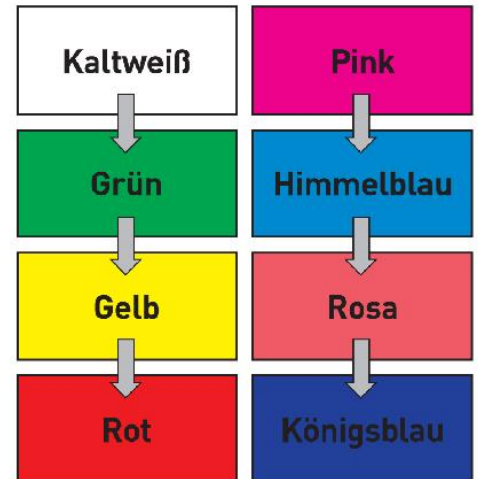 Kaltweiß
Grün
Gelb
Rot
Pink
Himmelblau
Rosa
Königsblau